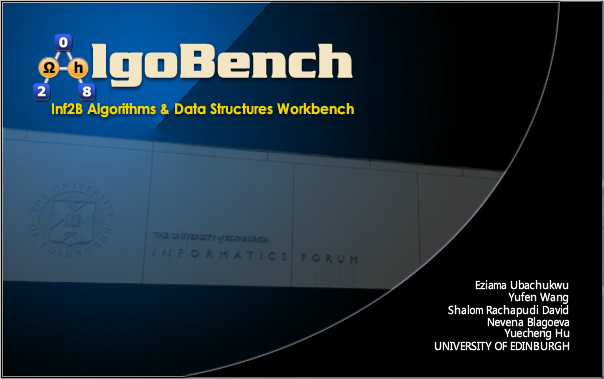 0
Ω h lgoBench
2 8
Inf2B Algorithms & Data Structures Workbench
THE UNIVERSITY of EDINBURGH
INFORMATICS FORUM
Eziama Ubachukwu
Yufen Wang
Shalom Rachapudi David
Nevena Blagoeva
Yuecheng Hu
UNIVERSITY OF EDINBURGH